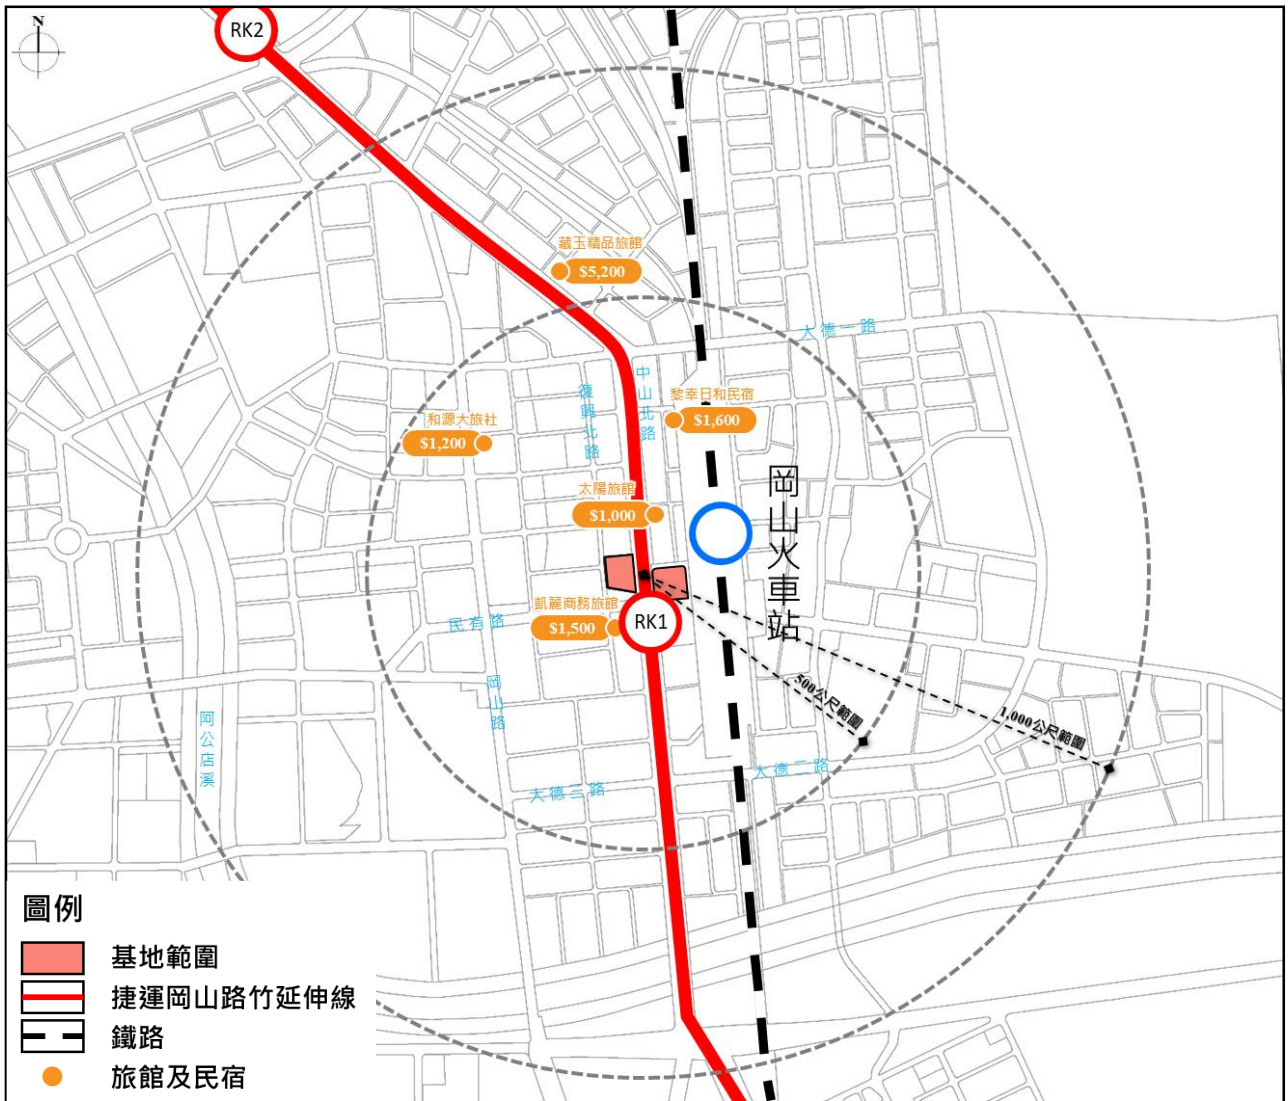 RK2
N
藏玉精品旅館
$5,200
大德一路
中山北路
復興北路
黎幸日和民宿
$1,600
和源大旅社
$1,200
岡山火車站
太陽旅館
$1,000
凱麗商務旅館
$1,500
RK1
民有路
岡山路
500公尺範圍
1,000公尺範圍
阿公店溪
大德二路
大德三路
圖例
基地範圍
捷運岡山路竹延伸線
鐵路
旅館及民宿